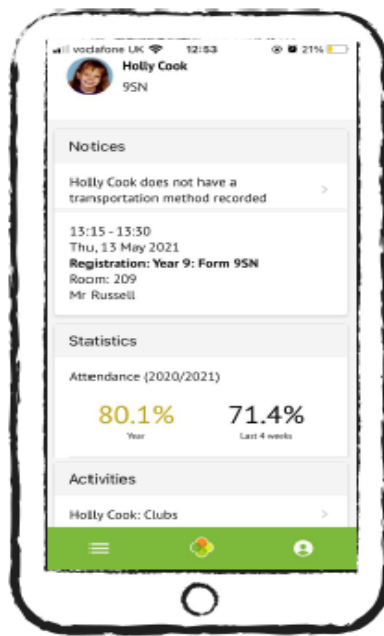 vodafone UK 12:53 21%
Holly Cook
9SN
Notices
Holly Cook does not have a
transportation method recorded
13:15 - 13:30
Thu, 13 May 2021
Registration: Year 9: Form 9SN
Room: 209
Mr Russell
Statistics
Attendance (2020/2021)
80.1% 71.4%
Year Last 4 weeks
Activities
Holly Cook: Clubs